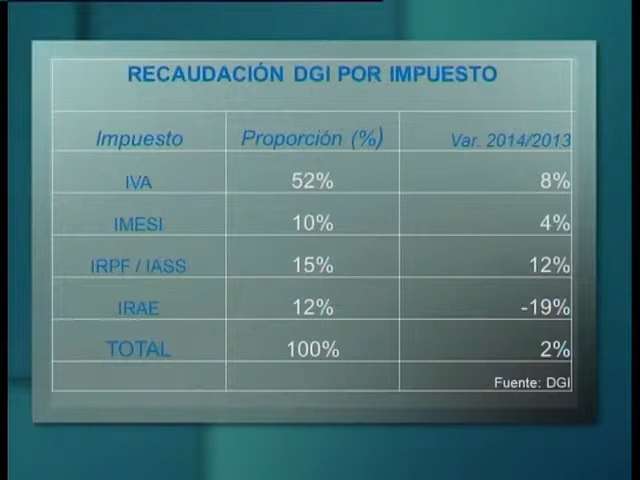 RECAUDACIÓN DGI POR IMPUESTO
Impuesto Proporción (%) Var. 2014/2013
IVA 52% 8%
IMESI 10% 4%
IRPF / IASS 15% 12%
IRAE 12% -19%
TOTAL 100% 2%
Fuente: DGI